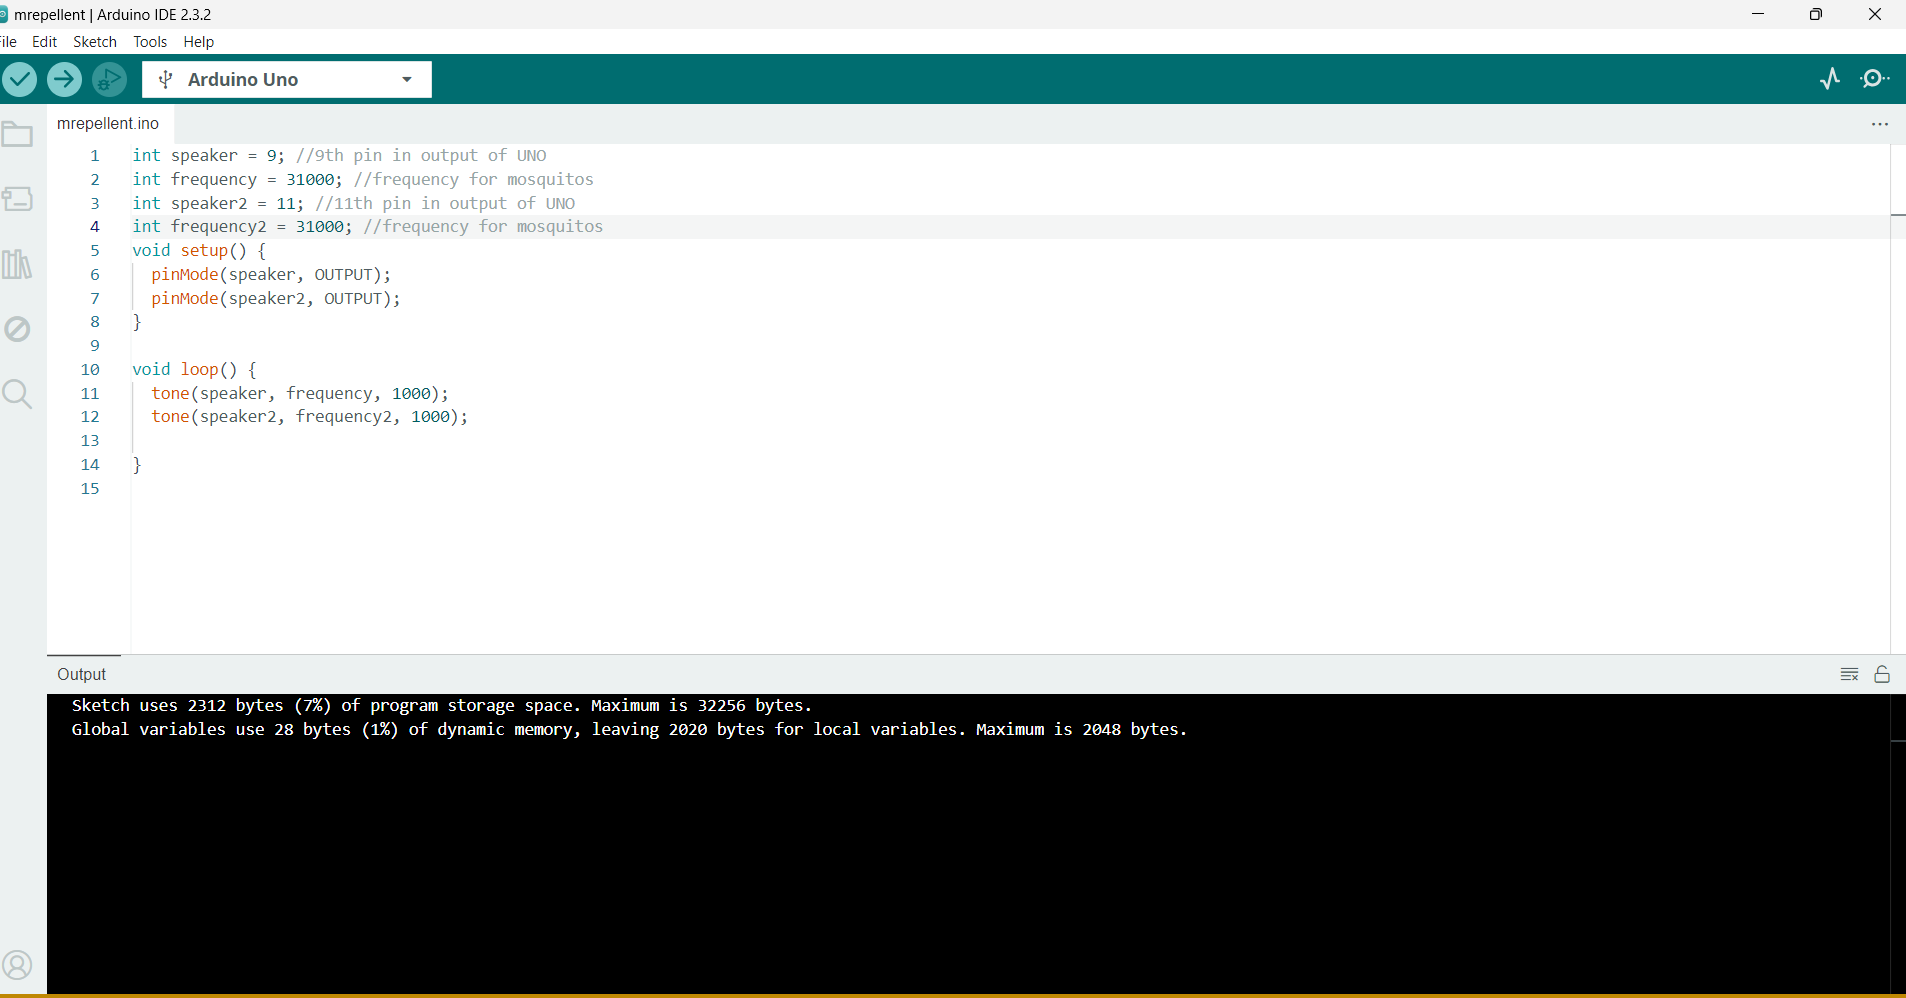 mrepellent | Arduino IDE 2.3.2
ile Edit Sketch Tools Help
Arduino Uno
mrepellent.ino
1 int speaker = 9; //9th pin in output of UNO
2 int frequency = 31000; //frequency for mosquitos
3 int speaker2 = 11; //11th pin in output of UNO
4 int frequency2 = 31000; //frequency for mosquitos
5 void setup() {
6 pinMode(speaker, OUTPUT);
7 pinMode(speaker2, OUTPUT);
8 }
9
10 void loop() {
11 tone(speaker, frequency, 1000);
12 tone(speaker2, frequency2, 1000);
13
14 }
15
Output
Sketch uses 2312 bytes (7%) of program storage space. Maximum is 32256 bytes.
Global variables use 28 bytes (1%) of dynamic memory, leaving 2020 bytes for local variables. Maximum is 2048 bytes.